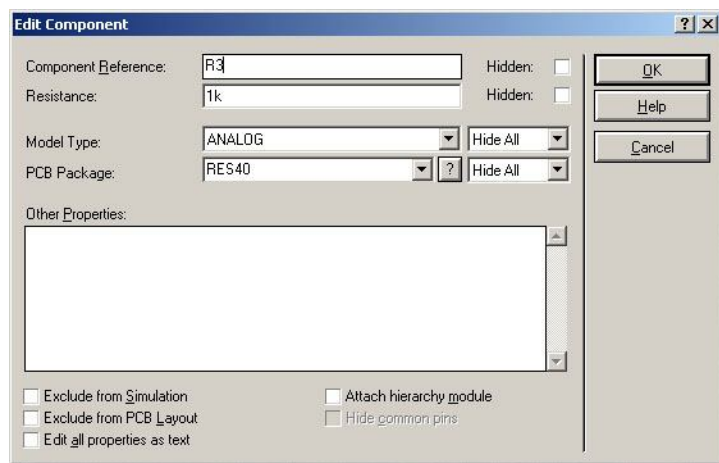 Edit Component ? X
Component Reference: R3 Hidden: OK
Resistance: 1k Hidden: Help
Model Type: ANALOG Hide All Cancel
PCB Package: RES40 ? Hide All
Other Properties:
Exclude from Simulation Attach hierarchy module
Exclude from PCB Layout Hide common pins
Edit all properties as text